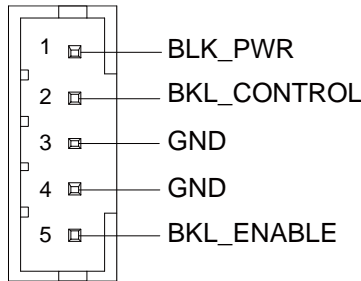 1 BLK_PWR
2 BKL_CONTROL
3 GND
4 GND
5 BKL_ENABLE